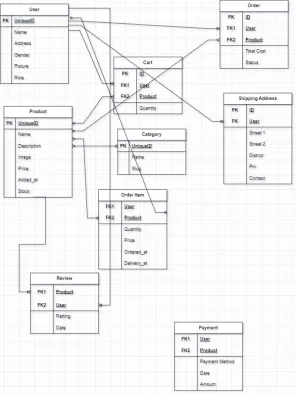 User
PK UniqueID
Name
Address
Gender
Picture
Role
Order
PK ID
FK1 User
FK2 Product
Total Cost
Status
Cart
PK ID
FK1 User
FK2 Product
Quantity
Shipping Address
PK ID
FK User
Street 1
Street 2
District
Pin
Contact
Product
PK UniqueID
Name
Description
Image
Price
Added_at
Stock
Category
PK UniqueID
Name
Slug
Order Item
FK1 User
FK2 Product
Quantity
Price
Ordered_at
Delivery_at
Review
FK1 Product
FK2 User
Ratting
Date
Payment
FK1 User
FK2 Product
Payment Method
Date
Amount